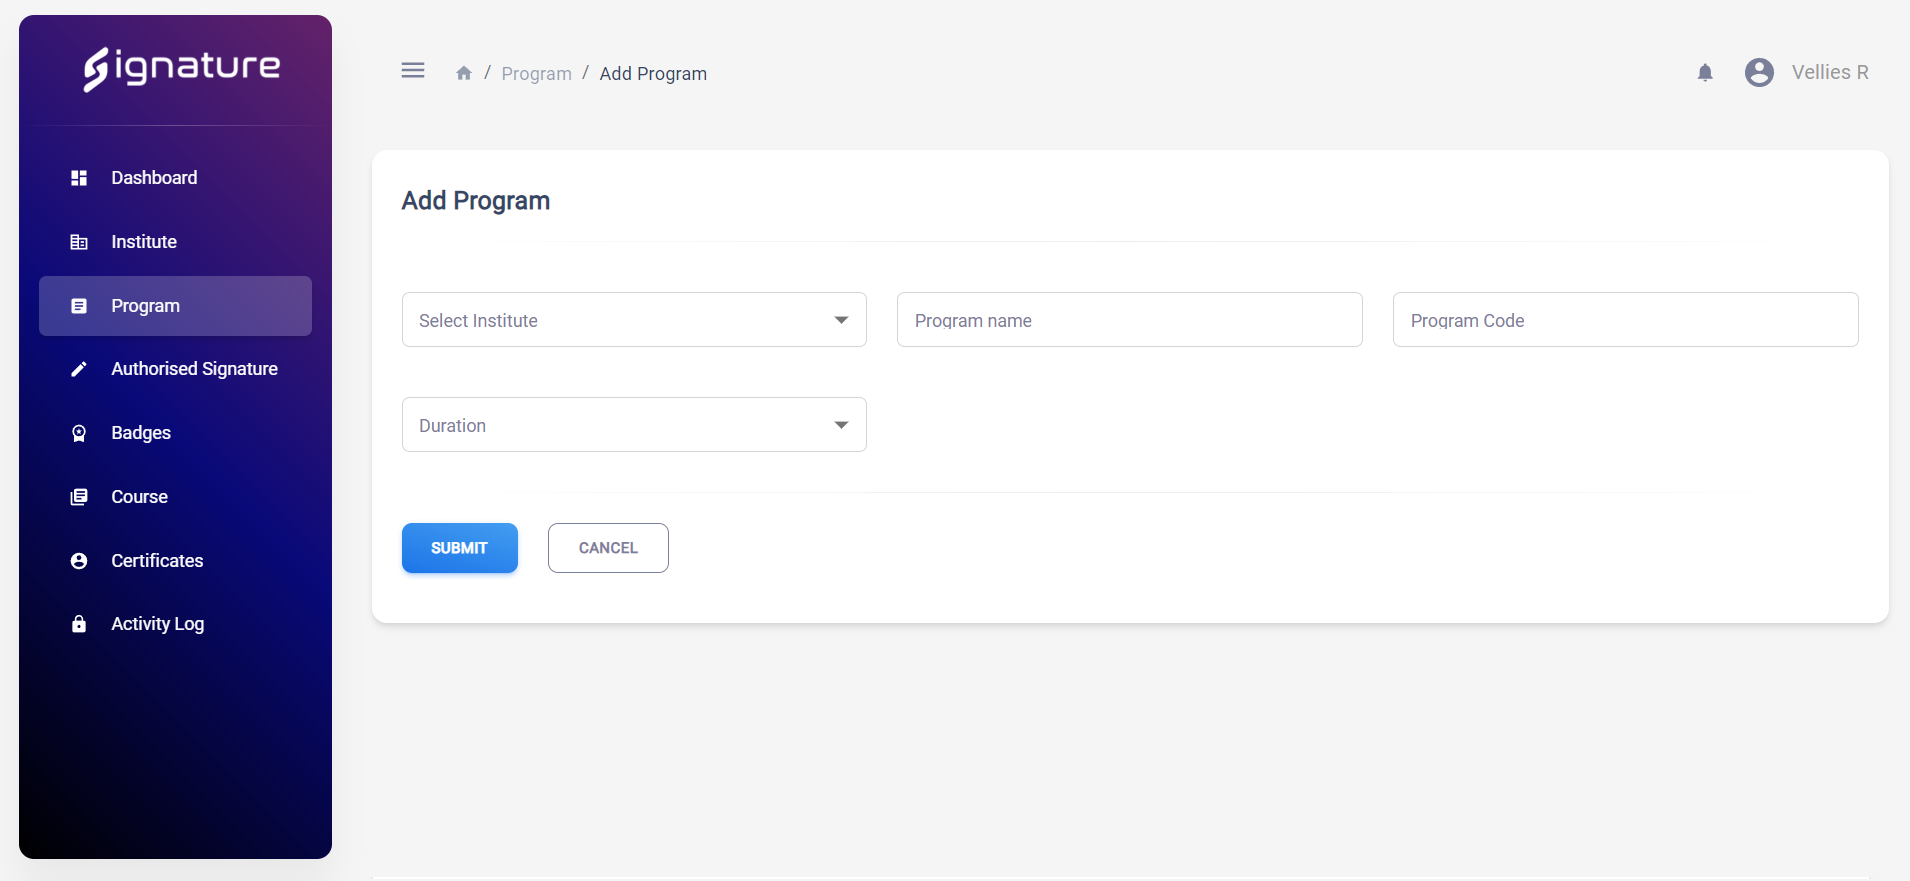 Signature
/ Program / Add Program
Vellies R
Dashboard
Institute
Program
Authorised Signature
Badges
Course
Certificates
Activity Log
Add Program
Select Institute
Program name
Program Code
Duration
SUBMIT
CANCEL